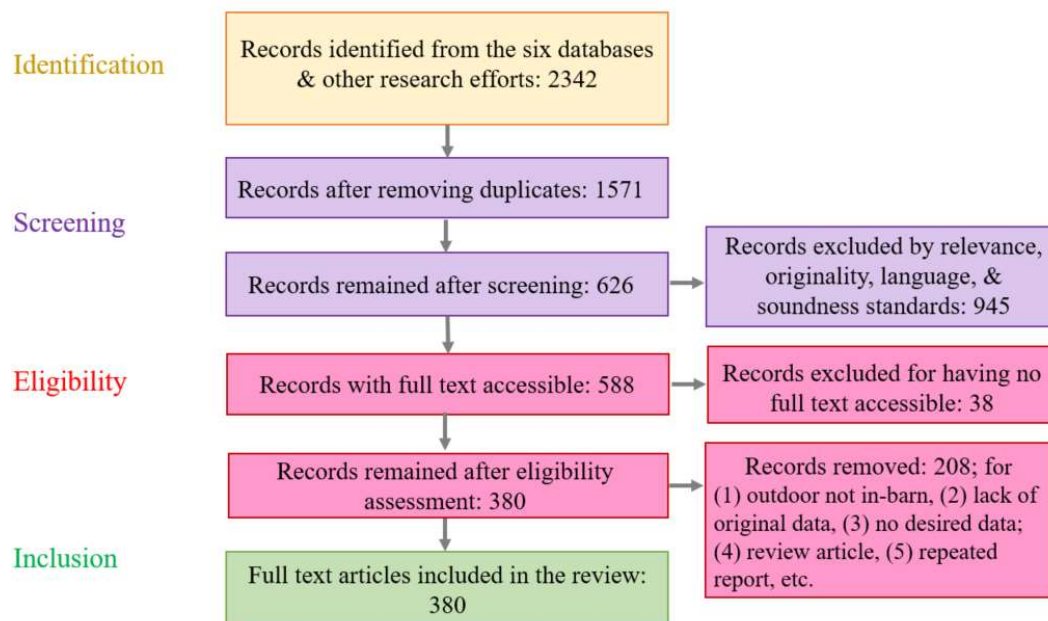 Identification
Records identified from the six databases
& other research efforts: 2342
Screening
Records after removing duplicates: 1571
Records remained after screening: 626
Records excluded by relevance,
originality, language, &
soundness standards: 945
Eligibility
Records with full text accessible: 588
Records excluded for having no
full text accessible: 38
Records remained after eligibility
assessment: 380
Records removed: 208; for
(1) outdoor not in-barn, (2) lack of
original data, (3) no desired data;
(4) review article, (5) repeated
report, etc.
Inclusion
Full text articles included in the review:
380